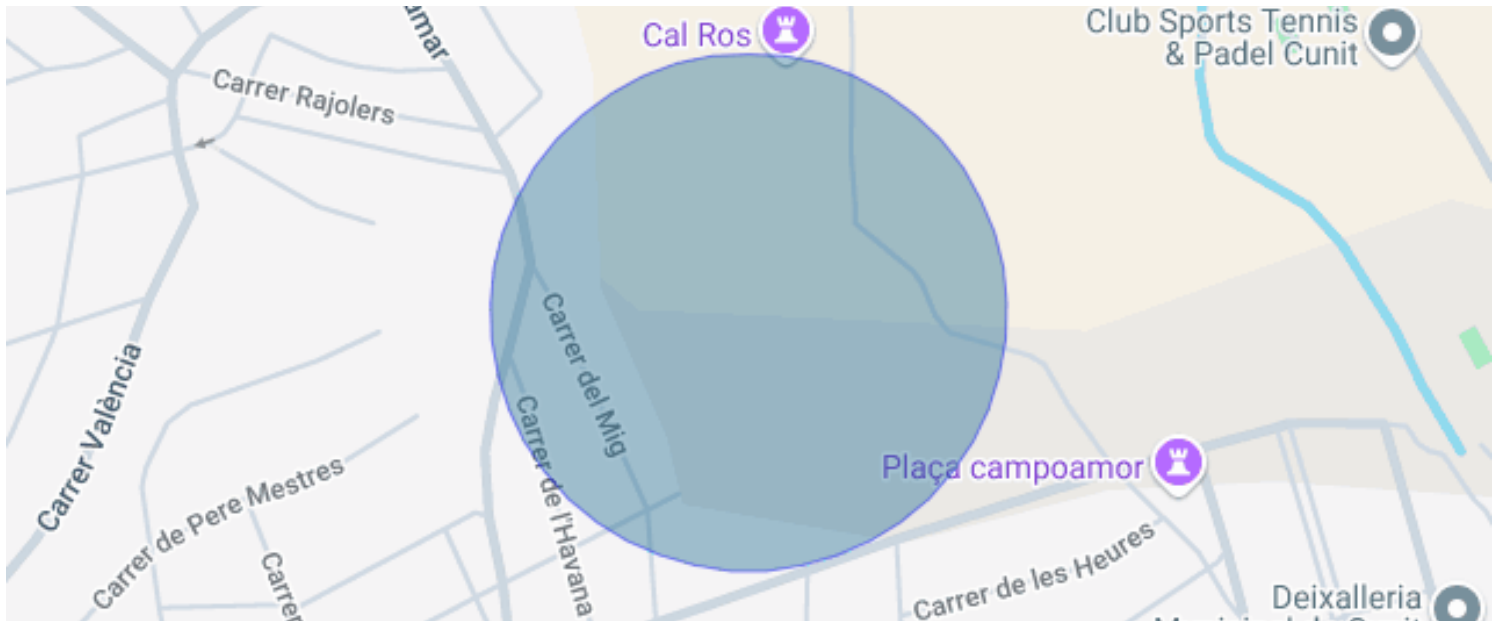 Cal Ros
Club Sports Tennis
& Padel Cunit
Carrer Rajolers
Carrer València
Carrer del Mig
Carrer de l'Havana
Carrer de Pere Mestres
Carrer
Plaça campoamor
Carrer de les Heures
Deixalleria